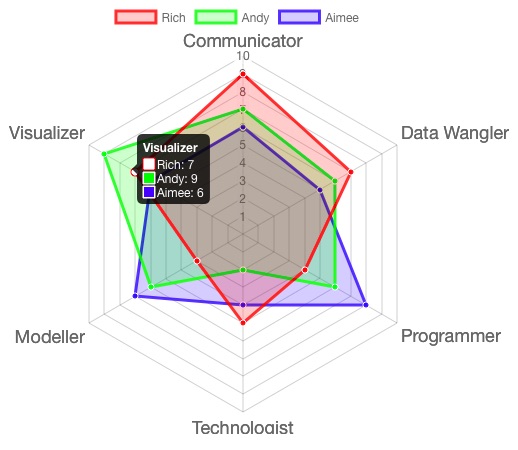 Rich Andy Aimee
Communicator
10
9
8
7
6
5
4
3
2
1
Visualizer
Data Wangler
Visualizer
Rich: 7
Andy: 9
Aimee: 6
Modeller
Programmer
Technologist